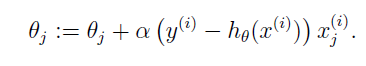 θ_j := θ_j + α (y^{(i)} − h_θ(x^{(i)})) x_j^{(i)}.